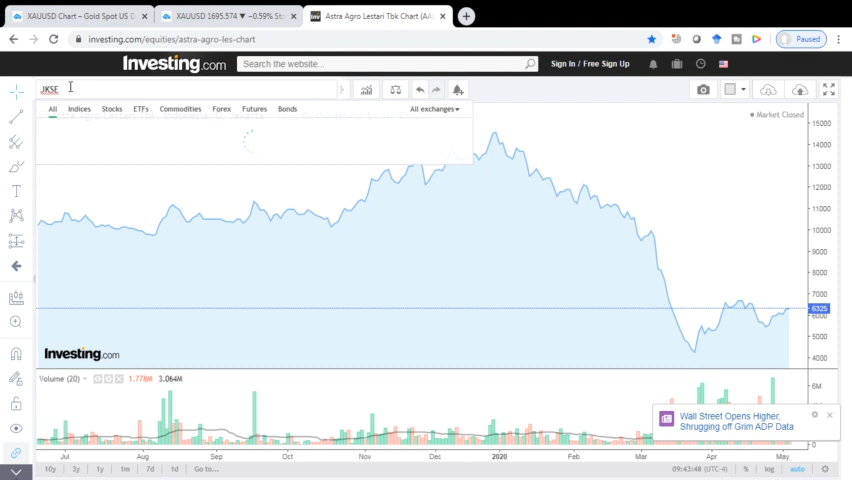 XAUUSD Chart – Gold Spot US D
XAUUSD 1695.574 ▼ −0.59% Sto
Astra Agro Lestari Tbk Chart (AA
investing.com/equities/astra-agro-les-chart
Paused
Investing.com
Search the website...
Sign In / Free Sign Up
JKSE
All Indices Stocks ETFs Commodities Forex Futures Bonds All exchanges
Market Closed
15000
14000
13000
12000
11000
10000
9000
8000
7000
6325
6000
5000
4000
Investing.com
Volume (20) 1.778M 3.064M
6M
0
Wall Street Opens Higher,
Shrugging off Grim ADP Data
Jul Aug Sep Oct Nov Dec 2020 Feb Mar Apr May
10y 3y 1y 1m 7d 1d Go to... 09:43:48 (UTC-4) % log auto